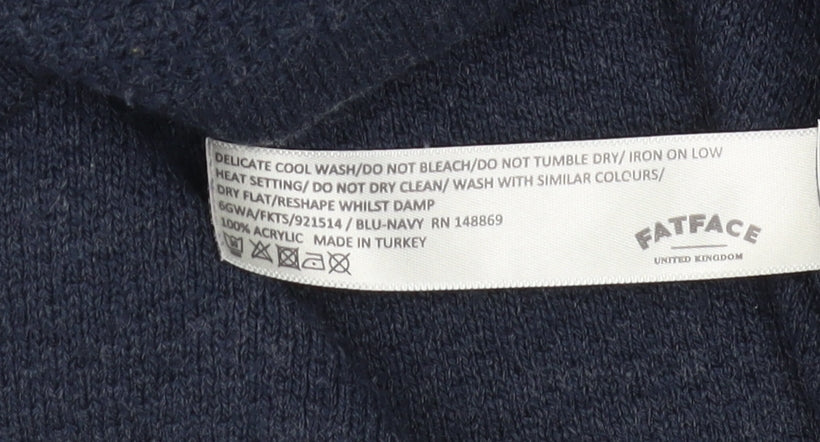 DELICATE COOL WASH/DO NOT BLEACH/DO NOT TUMBLE DRY/ IRON ON LOW
HEAT SETTING/ DO NOT DRY CLEAN/ WASH WITH SIMILAR COLOURS/
DRY FLAT/RESHAPE WHILST DAMP
6GWA/FKTS/921514 / BLU-NAVY RN 148869
100% ACRYLIC MADE IN TURKEY
FATFACE
UNITED KINGDOM